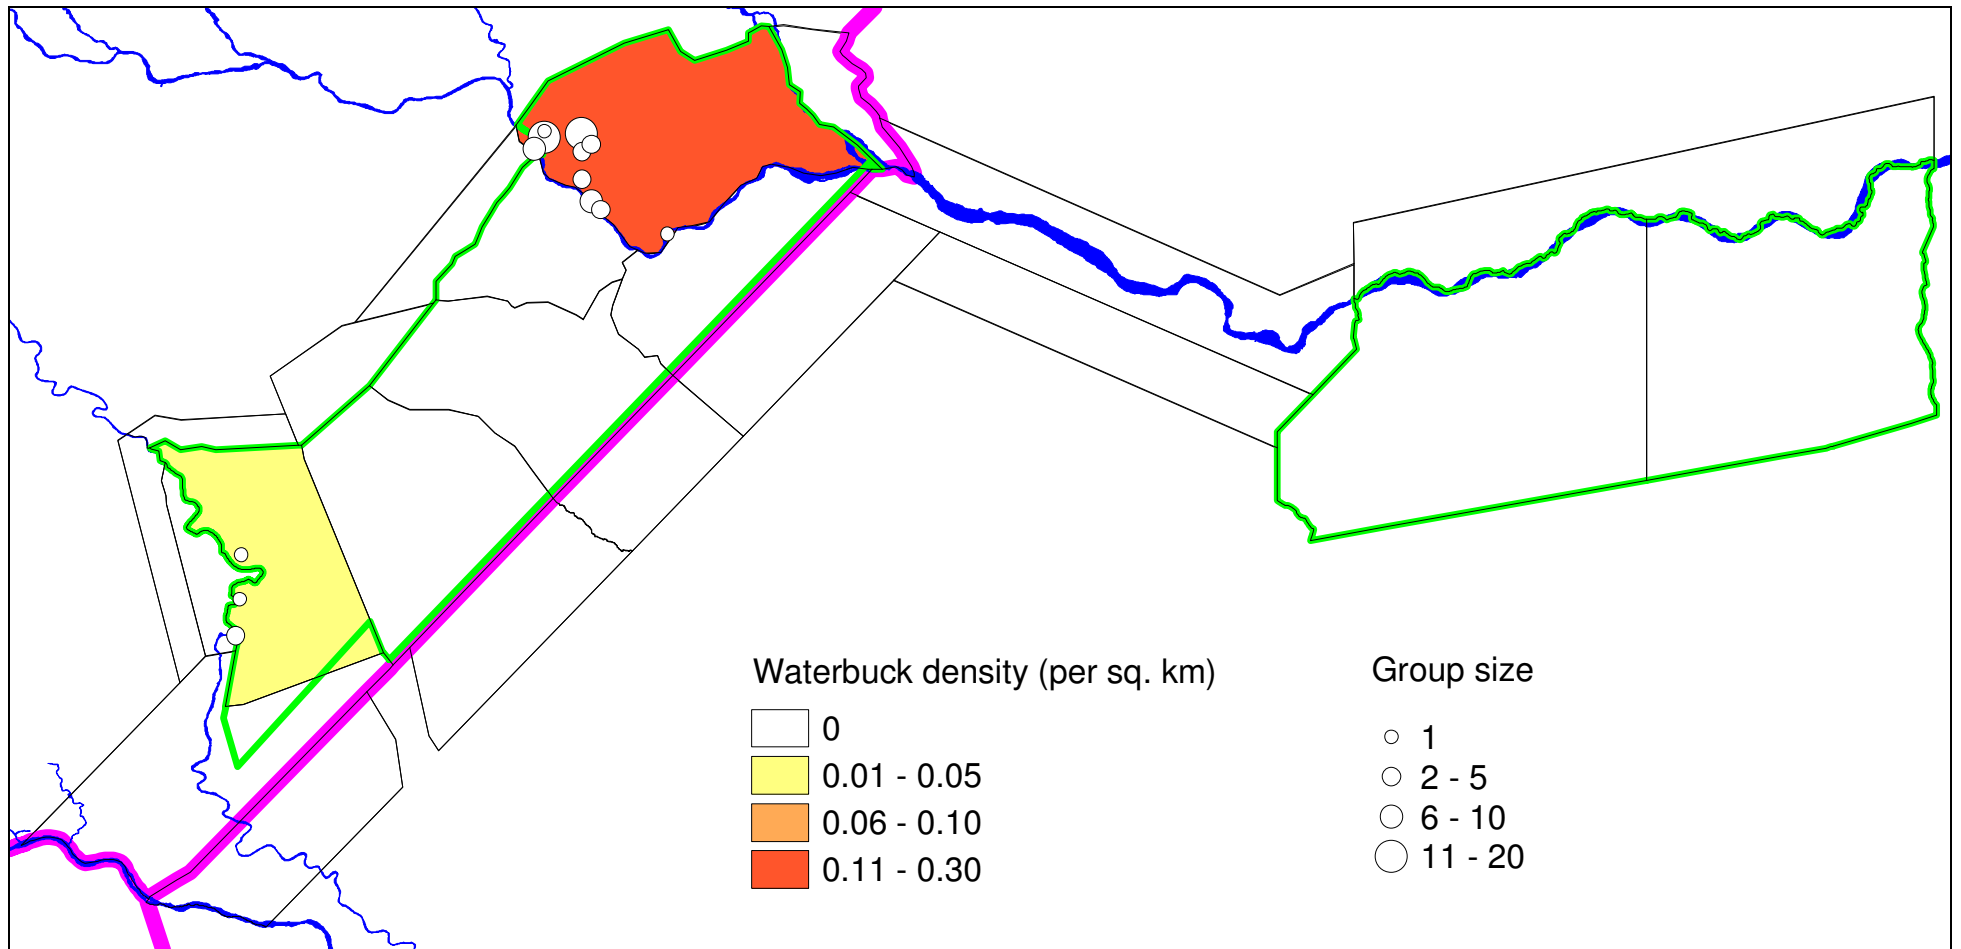 Waterbuck density (per sq. km)
0
0.01 - 0.05
0.06 - 0.10
0.11 - 0.30
Group size
1
2 - 5
6 - 10
11 - 20